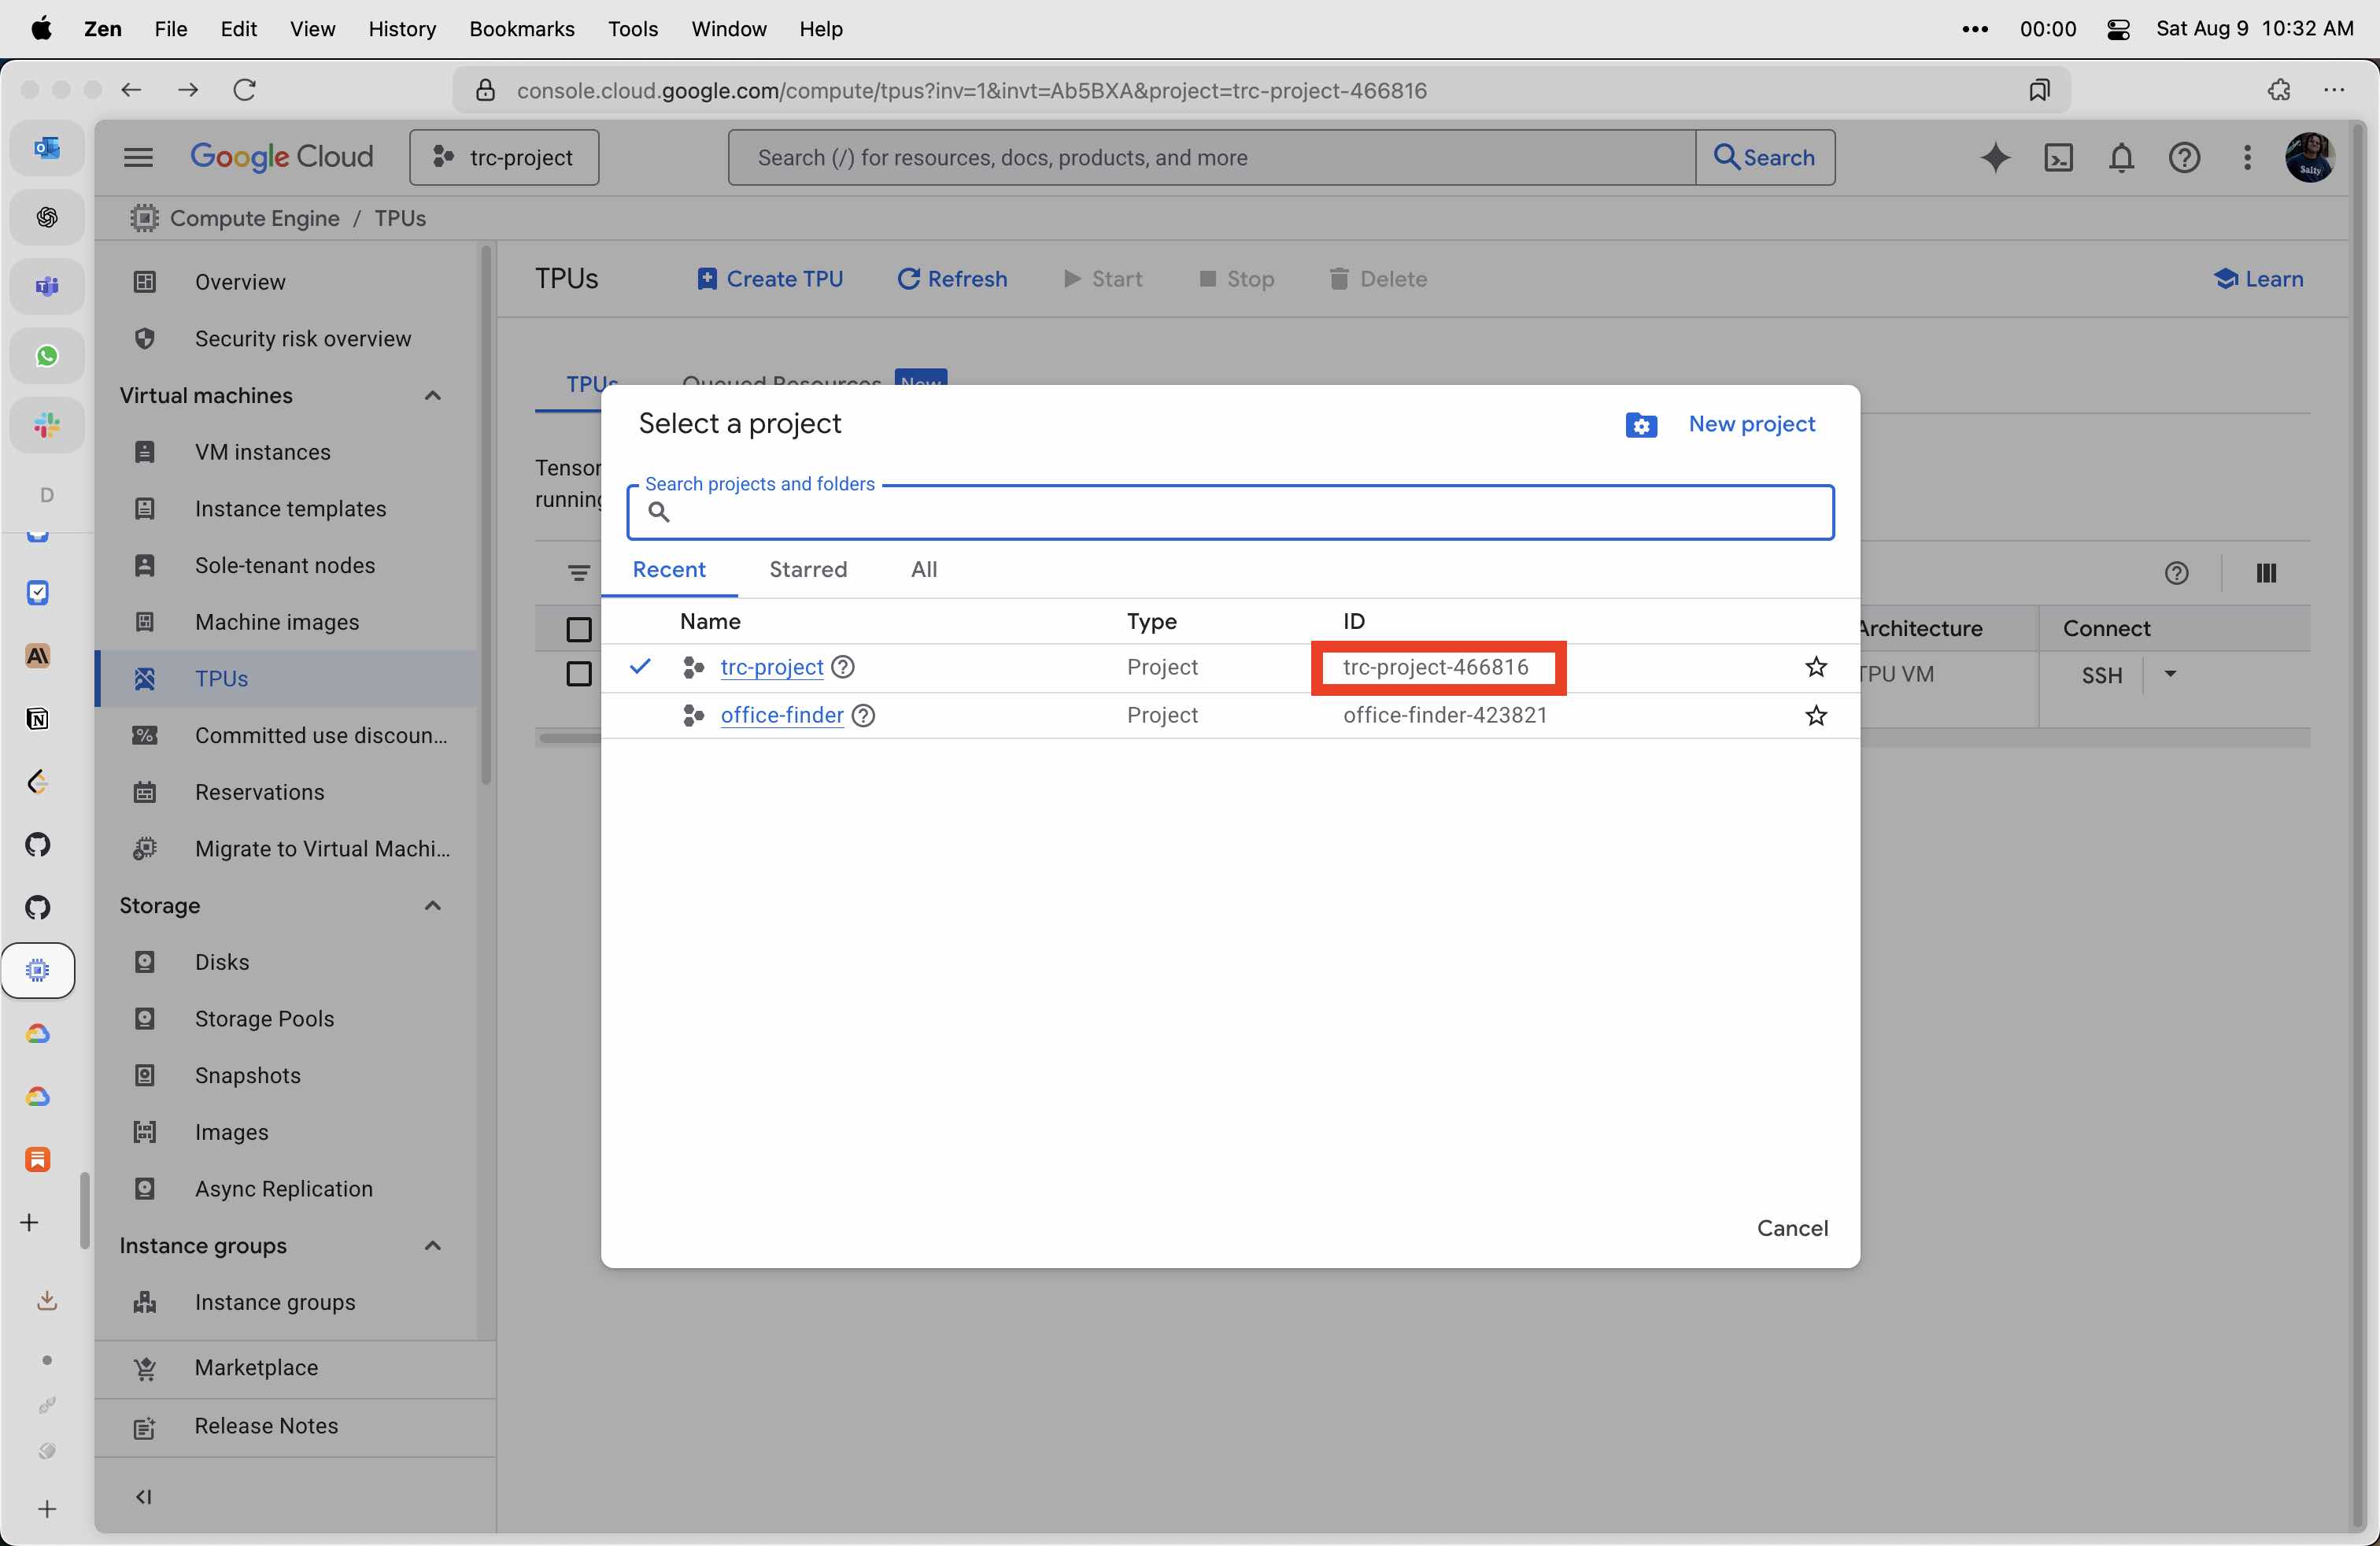 Zen File Edit View History Bookmarks Tools Window Help 00:00 Sat Aug 9 10:32 AM
console.cloud.google.com/compute/tpus?inv=1&invt=Ab5BXA&project=trc-project-466816
Google Cloud trc-project Search (/) for resources, docs, products, and more Search
Salty
Compute Engine / TPUs
D
Overview
Security risk overview
Virtual machines
VM instances
Instance templates
Sole-tenant nodes
Machine images
TPUs
Committed use discoun...
Reservations
Migrate to Virtual Machi...
Storage
Disks
Storage Pools
Snapshots
Images
Async Replication
Instance groups
Instance groups
Marketplace
Release Notes
TPUs Create TPU Refresh Start Stop Delete Learn
TPUs Queued Resources New
Tensor
running
Architecture Connect
TPU VM SSH
Select a project New project
Search projects and folders
Recent Starred All
Name Type ID
trc-project Project trc-project-466816
office-finder Project office-finder-423821
Cancel